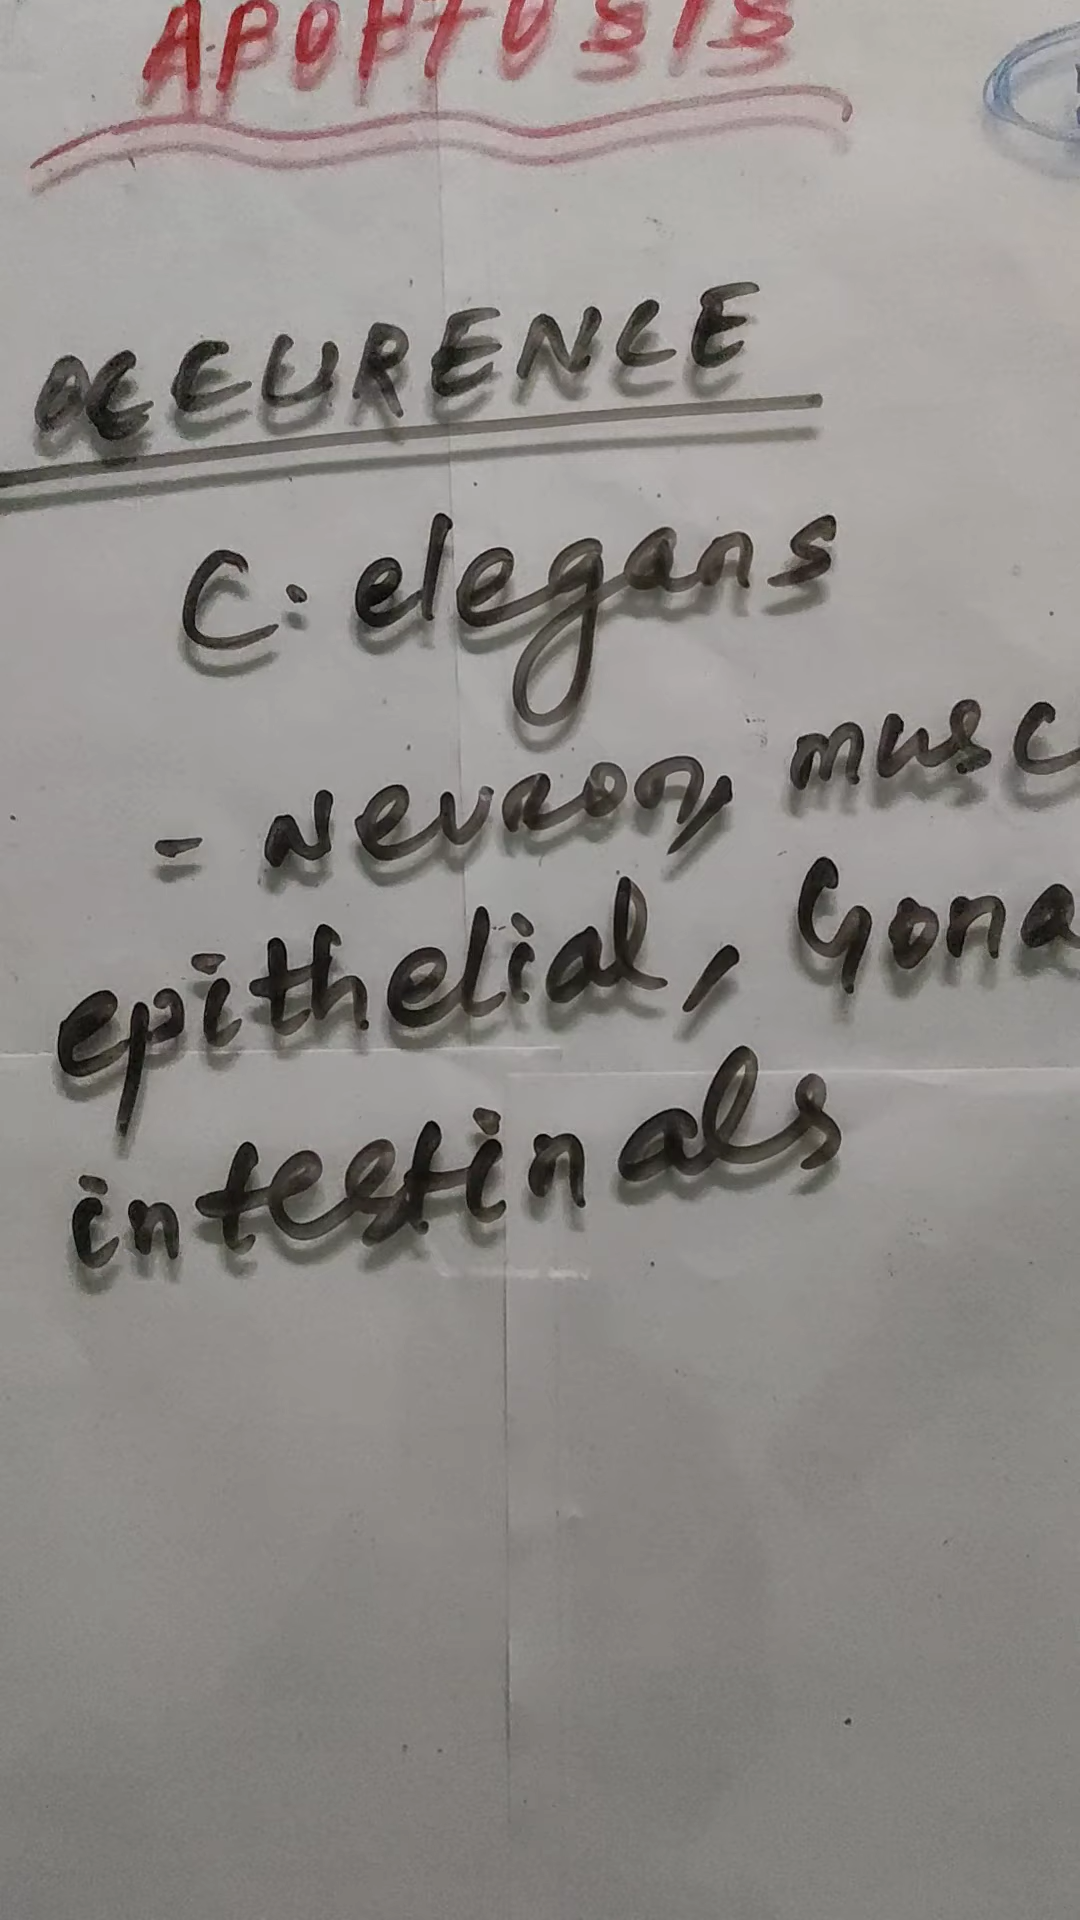 APOPTOSIS
OCCURENCE
C. elegans
= Neuron, musc
epithelial, Gona
intestinals